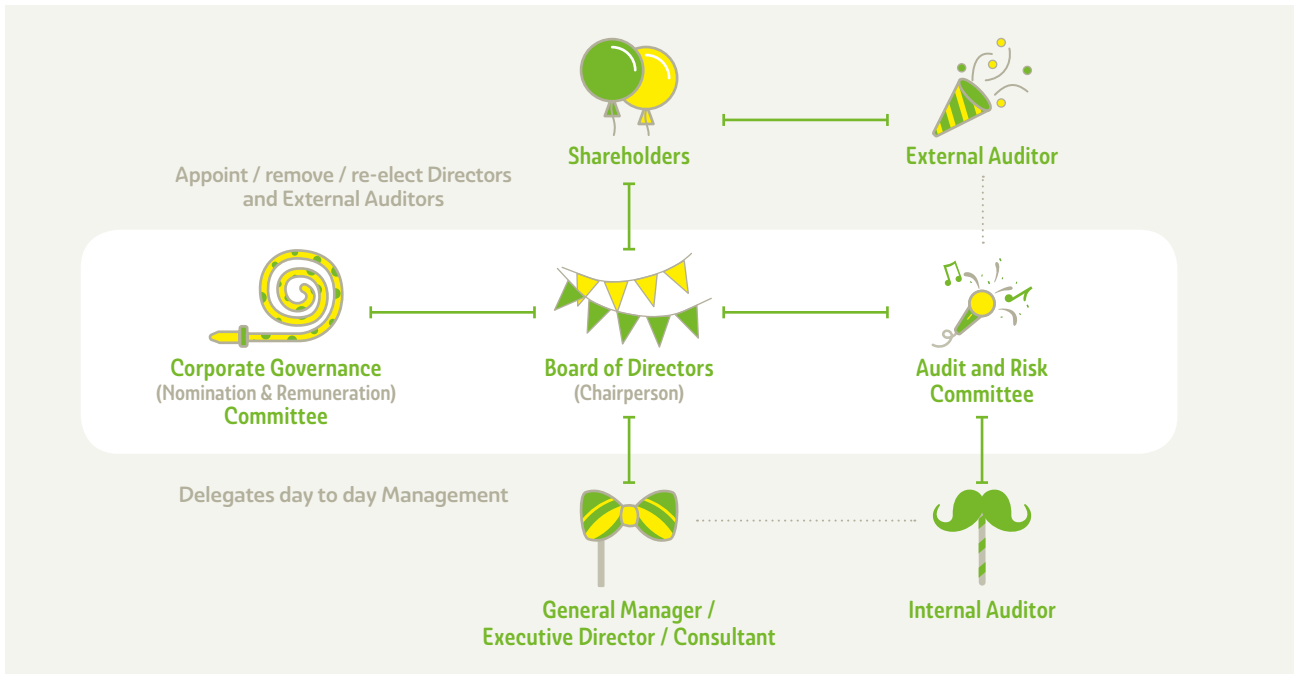 Shareholders
External Auditor
Appoint / remove / re-elect Directors
and External Auditors
Corporate Governance
(Nomination & Remuneration)
Committee
Board of Directors
(Chairperson)
Audit and Risk
Committee
Delegates day to day Management
General Manager /
Executive Director / Consultant
Internal Auditor